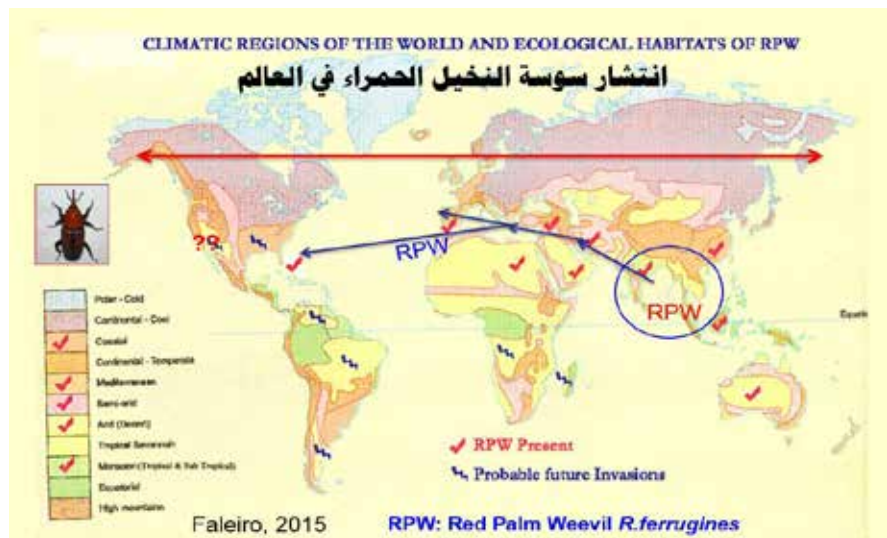 CLIMATIC REGIONS OF THE WORLD AND ECOLOGICAL HABITATS OF RPW
انتشار سوسة النخيل الحمراء في العالم
??
RPW
RPW
Polar - Cold
Continental - Cool
Coastal
Continental - Temperate
Mediterranean
Semi-arid
Arid (Desert)
Tropical Savannah
Monsoon (Tropical & Sub Tropical)
Equatorial
High mountains
RPW Present
Probable future Invasions
Faleiro, 2015
RPW: Red Palm Weevil R.ferrugines